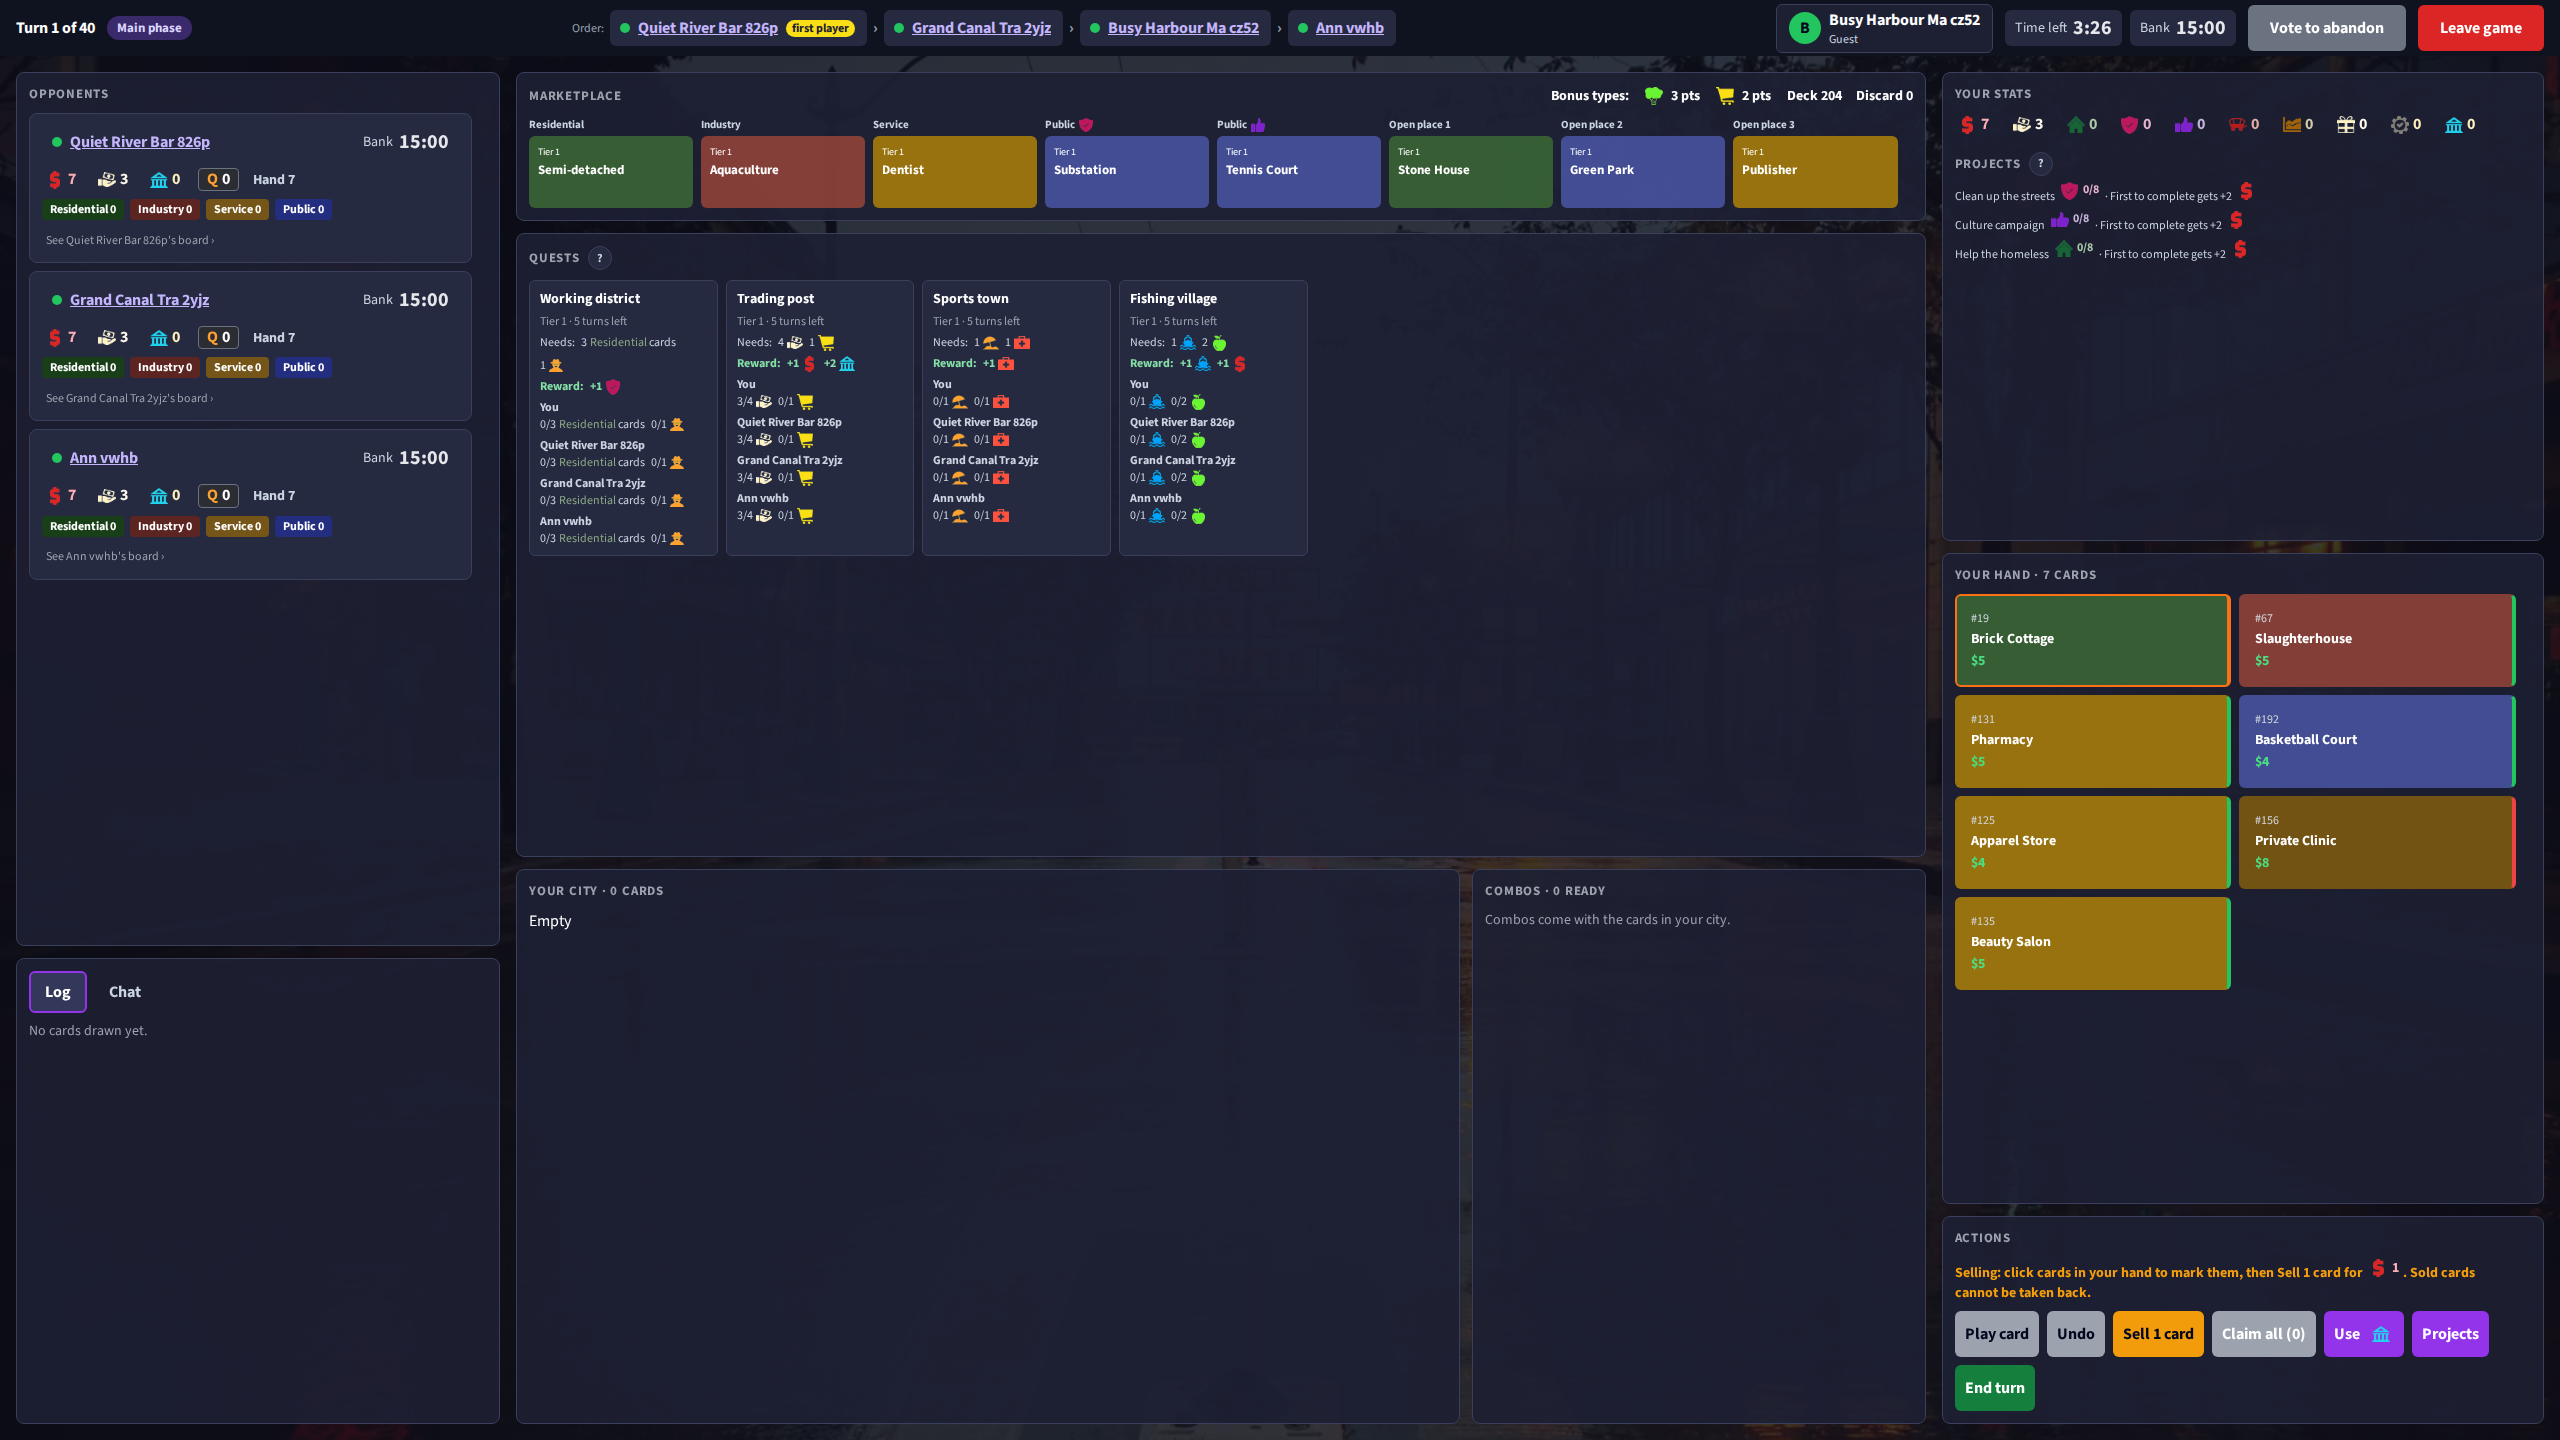 Turn 1 of 40 Main phase
Order: Quiet River Bar 826p first player › Grand Canal Tra 2yjz › Busy Harbour Ma cz52 › Ann vwhb
B Busy Harbour Ma cz52
Guest
Time left 3:26 Bank 15:00 Vote to abandon Leave game
OPPONENTS
Quiet River Bar 826p Bank 15:00
7 3 0 Q 0 Hand 7
Residential 0 Industry 0 Service 0 Public 0
See Quiet River Bar 826p's board ›
Grand Canal Tra 2yjz Bank 15:00
7 3 0 Q 0 Hand 7
Residential 0 Industry 0 Service 0 Public 0
See Grand Canal Tra 2yjz's board ›
Ann vwhb Bank 15:00
7 3 0 Q 0 Hand 7
Residential 0 Industry 0 Service 0 Public 0
See Ann vwhb's board ›
Log Chat
No cards drawn yet.
MARKETPLACE Bonus types: 3 pts 2 pts Deck 204 Discard 0
Residential Industry Service Public Public Open place 1 Open place 2 Open place 3
Tier 1 Tier 1 Tier 1 Tier 1 Tier 1 Tier 1 Tier 1 Tier 1
Semi-detached Aquaculture Dentist Substation Tennis Court Stone House Green Park Publisher
QUESTS ?
Working district
Tier 1 · 5 turns left
Needs: 3 Residential cards
1
Reward: +1
You
0/3 Residential cards 0/1
Quiet River Bar 826p
0/3 Residential cards 0/1
Grand Canal Tra 2yjz
0/3 Residential cards 0/1
Ann vwhb
0/3 Residential cards 0/1
Trading post
Tier 1 · 5 turns left
Needs: 4 1
Reward: +1 +2
You
3/4 0/1
Quiet River Bar 826p
3/4 0/1
Grand Canal Tra 2yjz
3/4 0/1
Ann vwhb
3/4 0/1
Sports town
Tier 1 · 5 turns left
Needs: 1 1
Reward: +1
You
0/1 0/1
Quiet River Bar 826p
0/1 0/1
Grand Canal Tra 2yjz
0/1 0/1
Ann vwhb
0/1 0/1
Fishing village
Tier 1 · 5 turns left
Needs: 1 2
Reward: +1 +1
You
0/1 0/2
Quiet River Bar 826p
0/1 0/2
Grand Canal Tra 2yjz
0/1 0/2
Ann vwhb
0/1 0/2
YOUR CITY · 0 CARDS
Empty
COMBOS · 0 READY
Combos come with the cards in your city.
YOUR STATS
7 3 0 0 0 0 0 0 0 0
PROJECTS ?
Clean up the streets 0/8 · First to complete gets +2
Culture campaign 0/8 · First to complete gets +2
Help the homeless 0/8 · First to complete gets +2
YOUR HAND · 7 CARDS
#19
Brick Cottage
$5
#67
Slaughterhouse
$5
#131
Pharmacy
$5
#192
Basketball Court
$4
#125
Apparel Store
$4
#156
Private Clinic
$8
#135
Beauty Salon
$5
ACTIONS
Selling: click cards in your hand to mark them, then Sell 1 card for 1 . Sold cards
cannot be taken back.
Play card Undo Sell 1 card Claim all (0) Use Projects
End turn